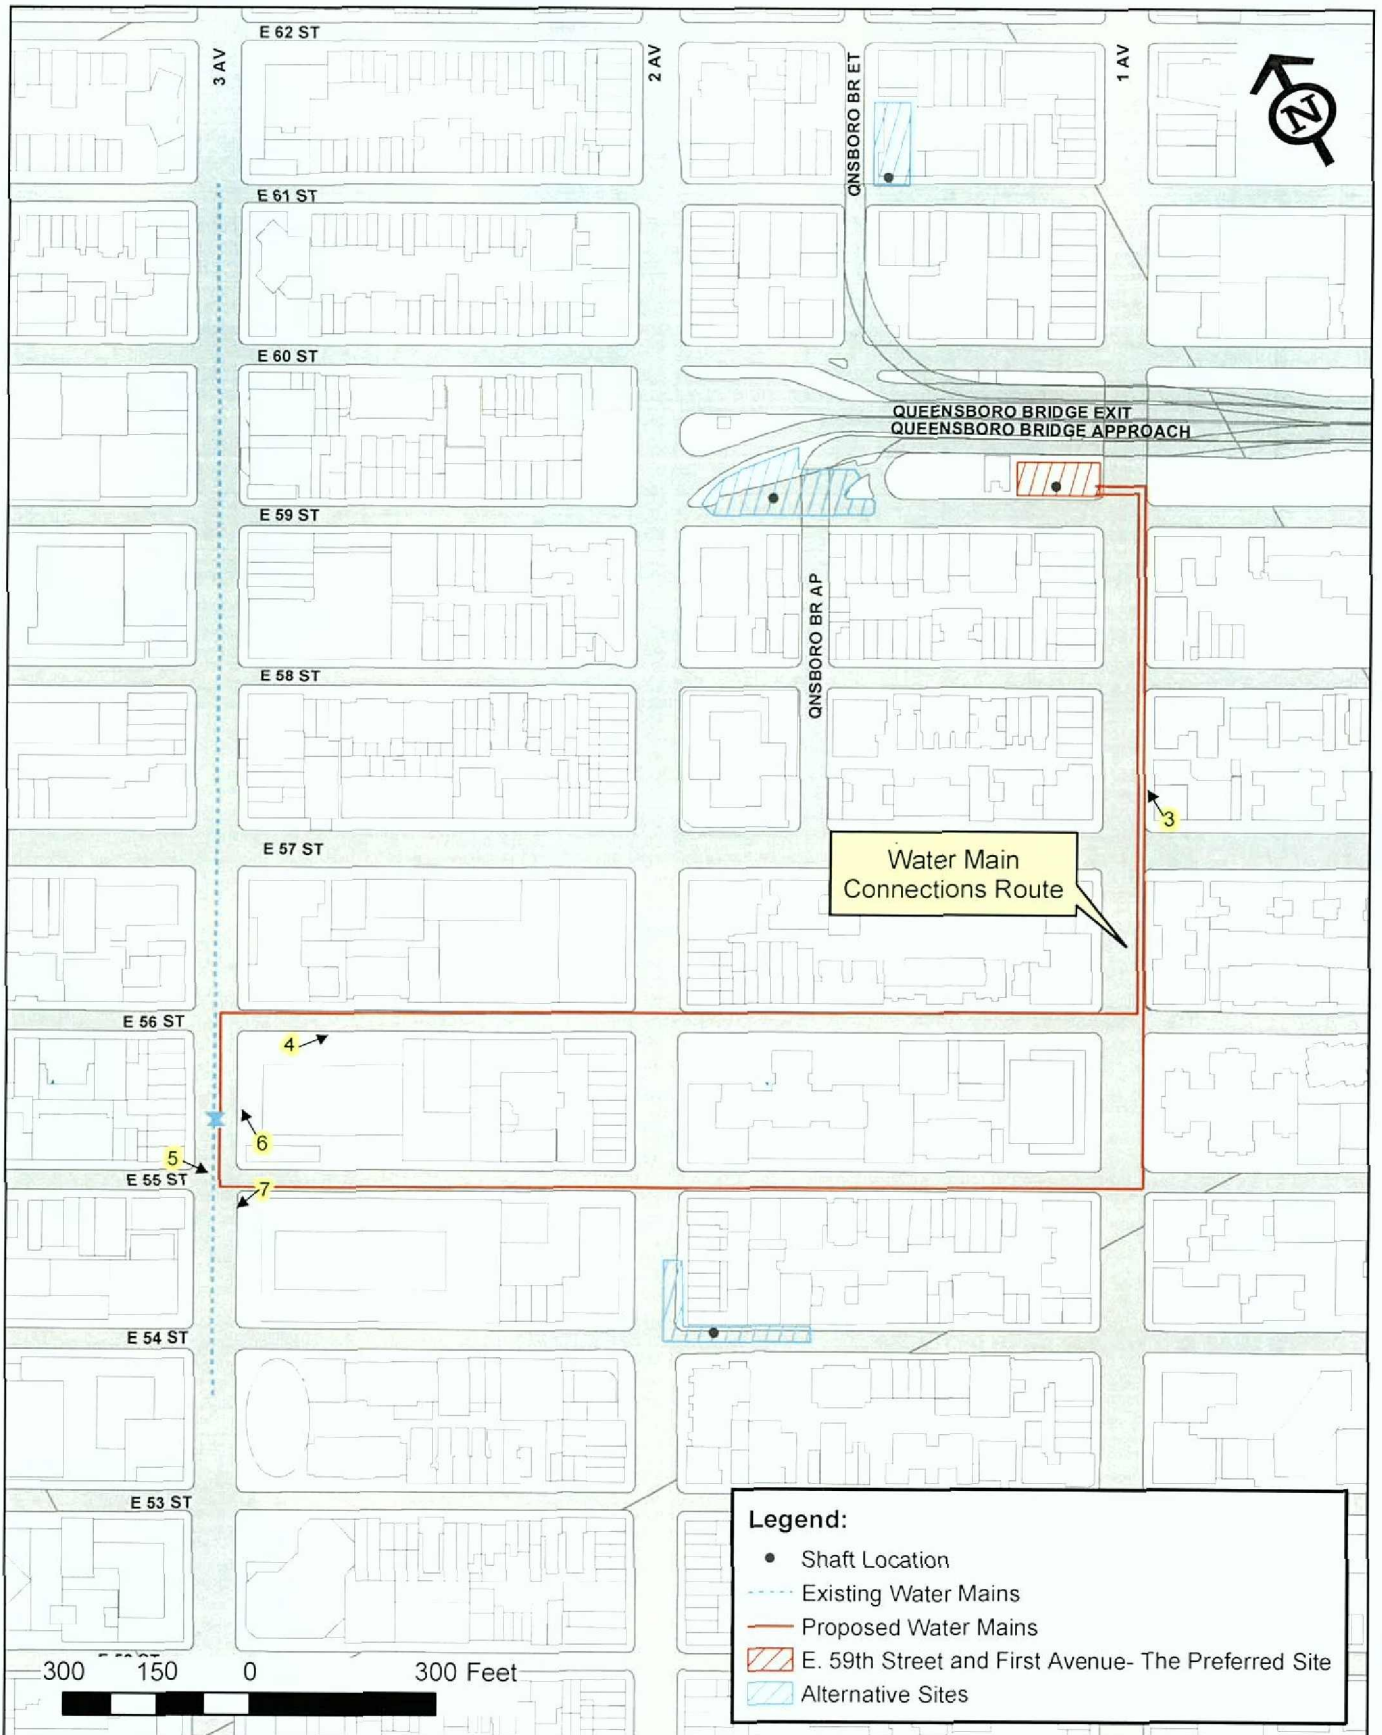 E 62 ST
3 AV
2 AV
QNSBORO BR ET
1 AV
N
E 61 ST
E 60 ST
QUEENSBORO BRIDGE EXIT
QUEENSBORO BRIDGE APPROACH
E 59 ST
QNSBORO BR AP
E 58 ST
3
E 57 ST
Water Main
Connections Route
E 56 ST
4
6
5
E 55 ST
7
E 54 ST
E 53 ST
Legend:
Shaft Location
Existing Water Mains
Proposed Water Mains
E. 59th Street and First Avenue- The Preferred Site
Alternative Sites
300 150 0 300 Feet